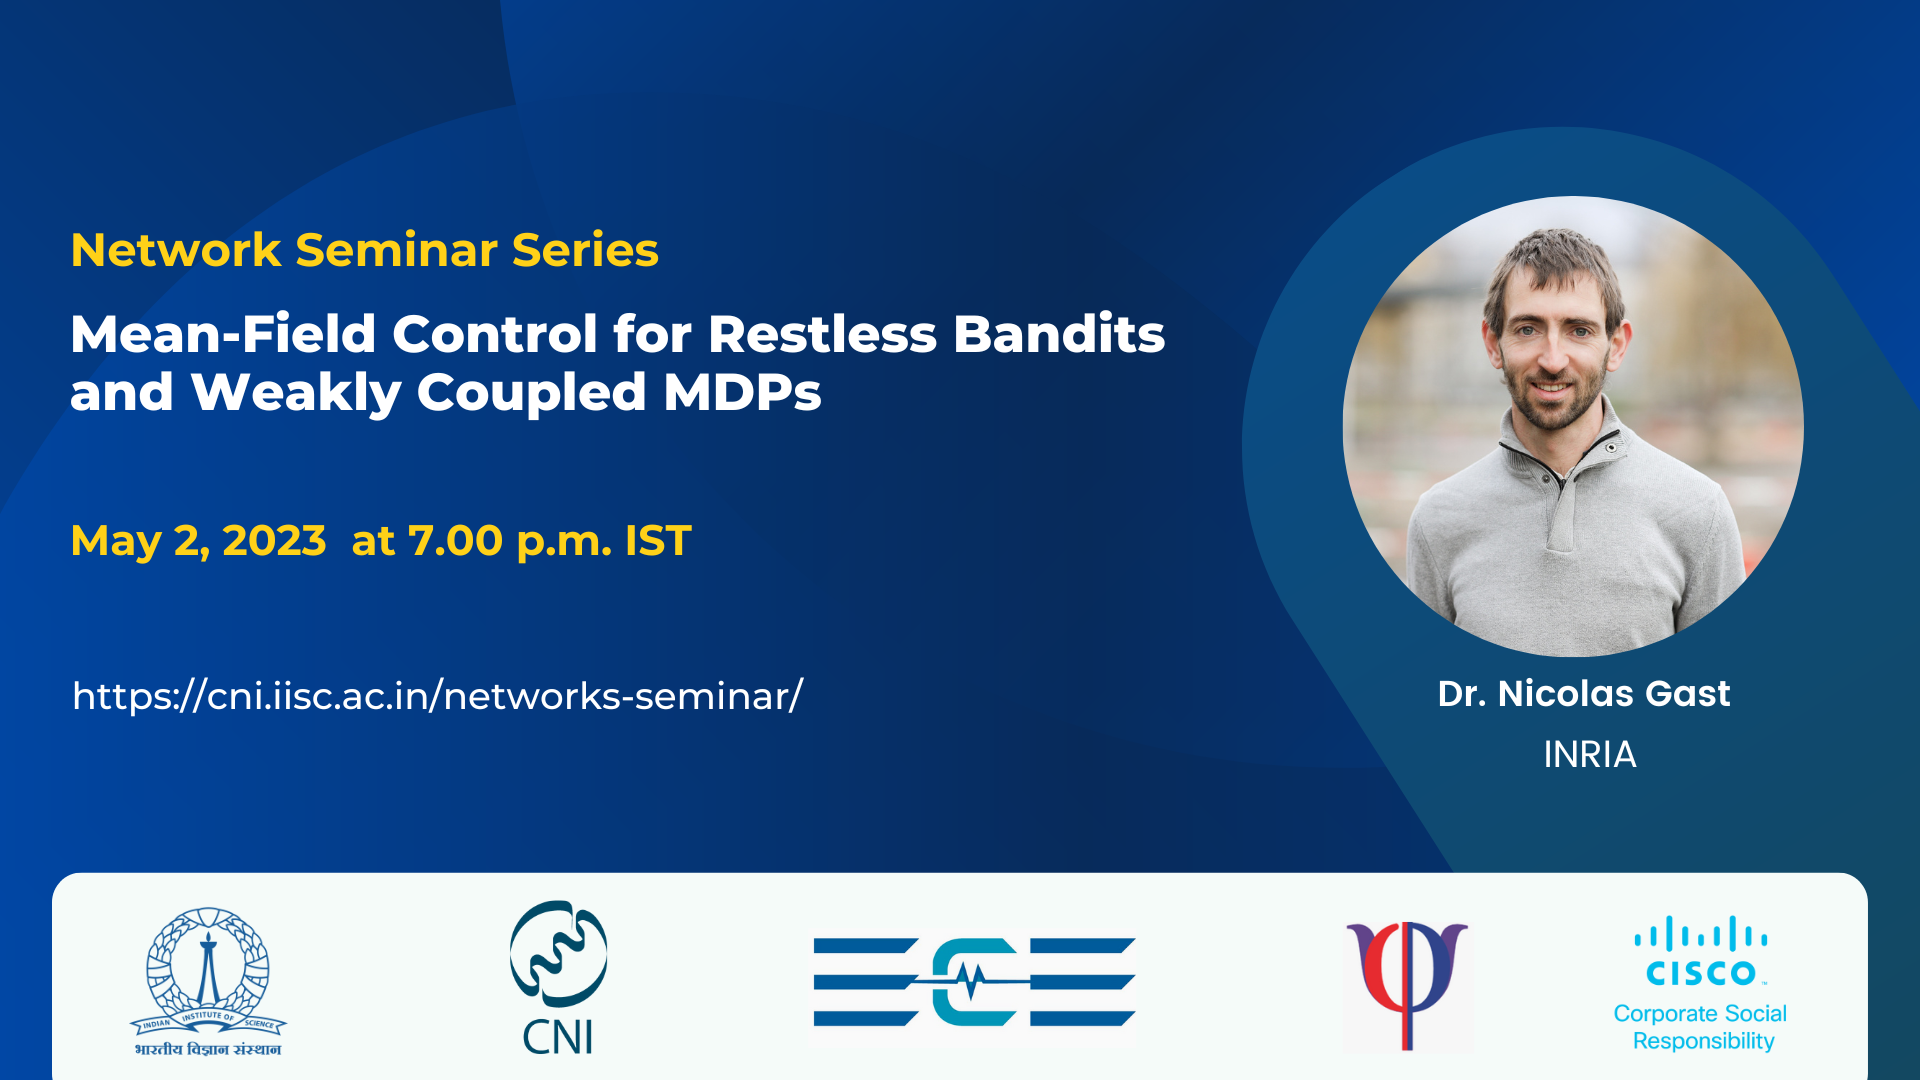 Network Seminar Series
Mean-Field Control for Restless Bandits
and Weakly Coupled MDPs
May 2, 2023 at 7.00 p.m. IST
https://cni.iisc.ac.in/networks-seminar/
Dr. Nicolas Gast
INRIA
INDIAN INSTITUTE OF SCIENCE
भारतीय विज्ञान संस्थान
CNI
ECE
CISCO
Corporate Social
Responsibility